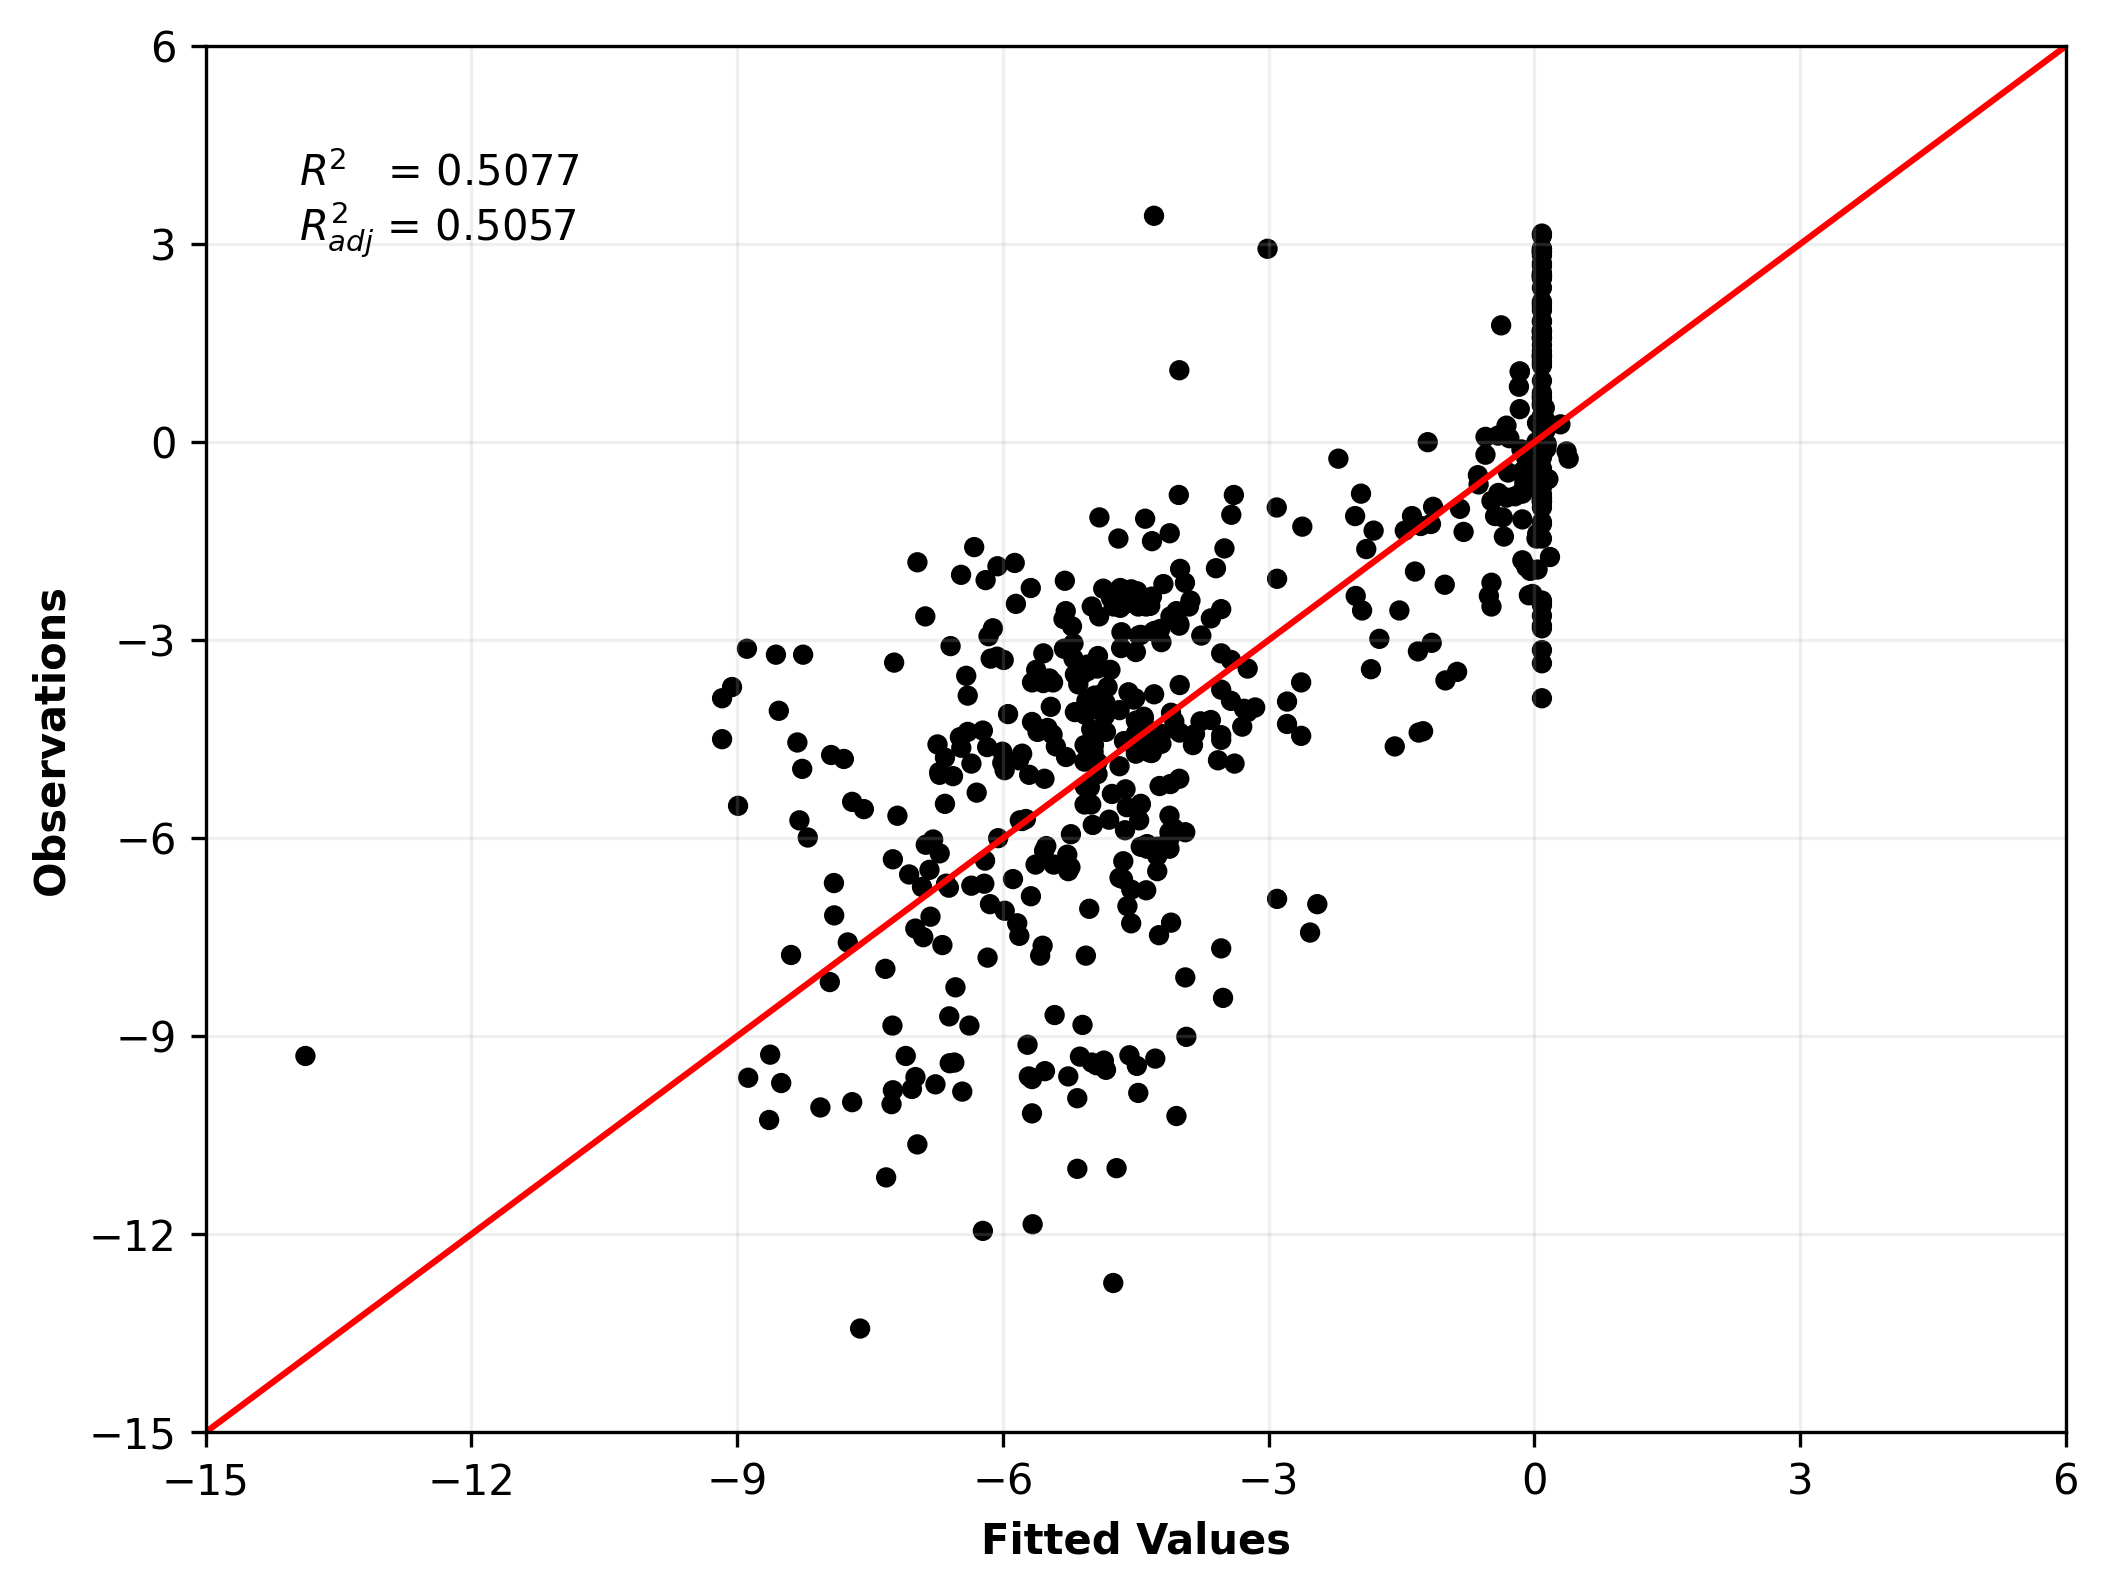 6
3
0
−3
−6
−9
−12
−15
R² = 0.5077
R²adj = 0.5057
Observations
−15 −12 −9 −6 −3 0 3 6
Fitted Values